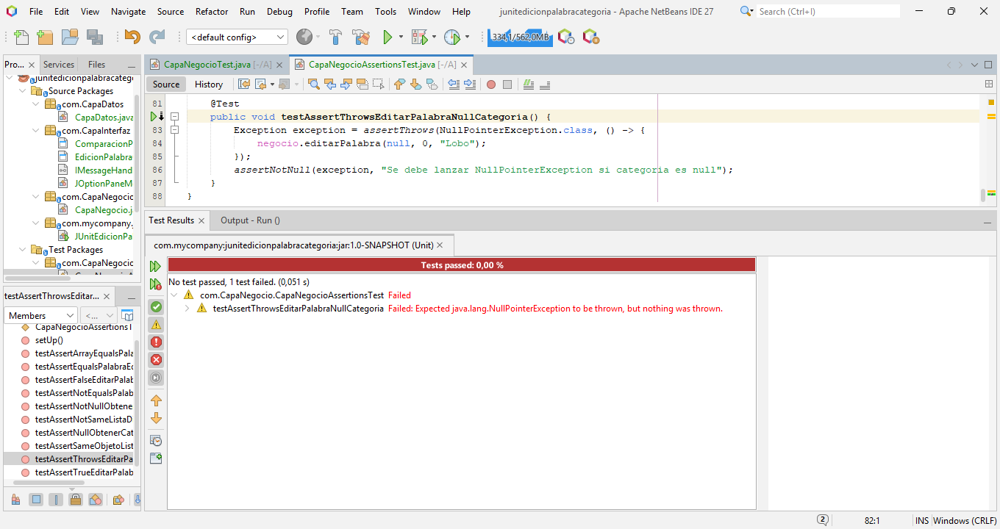 File Edit View Navigate Source Refactor Run Debug Profile Team Tools Window Help junitedicionpalabracategoria - Apache NetBeans IDE 27 Search (Ctrl+I)
<default config> 334,1/562,0MB
Pro... Services Files
junitedicionpalabracateg
Source Packages
com.CapaDatos
CapaDatos.java
com.CapaInterfaz
ComparacionP
EdicionPalabra
IMessageHand
JOptionPaneM
com.CapaNegocio
CapaNegocio.j
com.mycompany.
JUnitEdicionPa
Test Packages
com.CapaNegocio
testAssertThrowsEditar...
Members <...
CapaNegocioAssertionsT
setUp()
testAssertArrayEqualsPala
testAssertEqualsPalabraEc
testAssertFalseEditarPalab
testAssertNotEqualsPalab
testAssertNotNullObtene
testAssertNotSameListaD
testAssertNullObtenerCat
testAssertSameObjetoList
testAssertThrowsEditarPa
testAssertTrueEditarPalab
CapaNegocioTest.java [-/A] CapaNegocioAssertionsTest.java [-/A]
Source History
81 @Test
public void testAssertThrowsEditarPalabraNullCategoria() {
83 Exception exception = assertThrows(NullPointerException.class, () -> {
84 negocio.editarPalabra(null, 0, "Lobo");
85 });
86 assertNotNull(exception, "Se debe lanzar NullPointerException si categoria es null");
87 }
88 }
Test Results Output - Run ()
com.mycompany:junitedicionpalabracategoria:jar:1.0-SNAPSHOT (Unit)
Tests passed: 0,00 %
No test passed, 1 test failed. (0,051 s)
com.CapaNegocio.CapaNegocioAssertionsTest Failed
testAssertThrowsEditarPalabraNullCategoria Failed: Expected java.lang.NullPointerException to be thrown, but nothing was thrown.
2 82:1 INS Windows (CRLF)